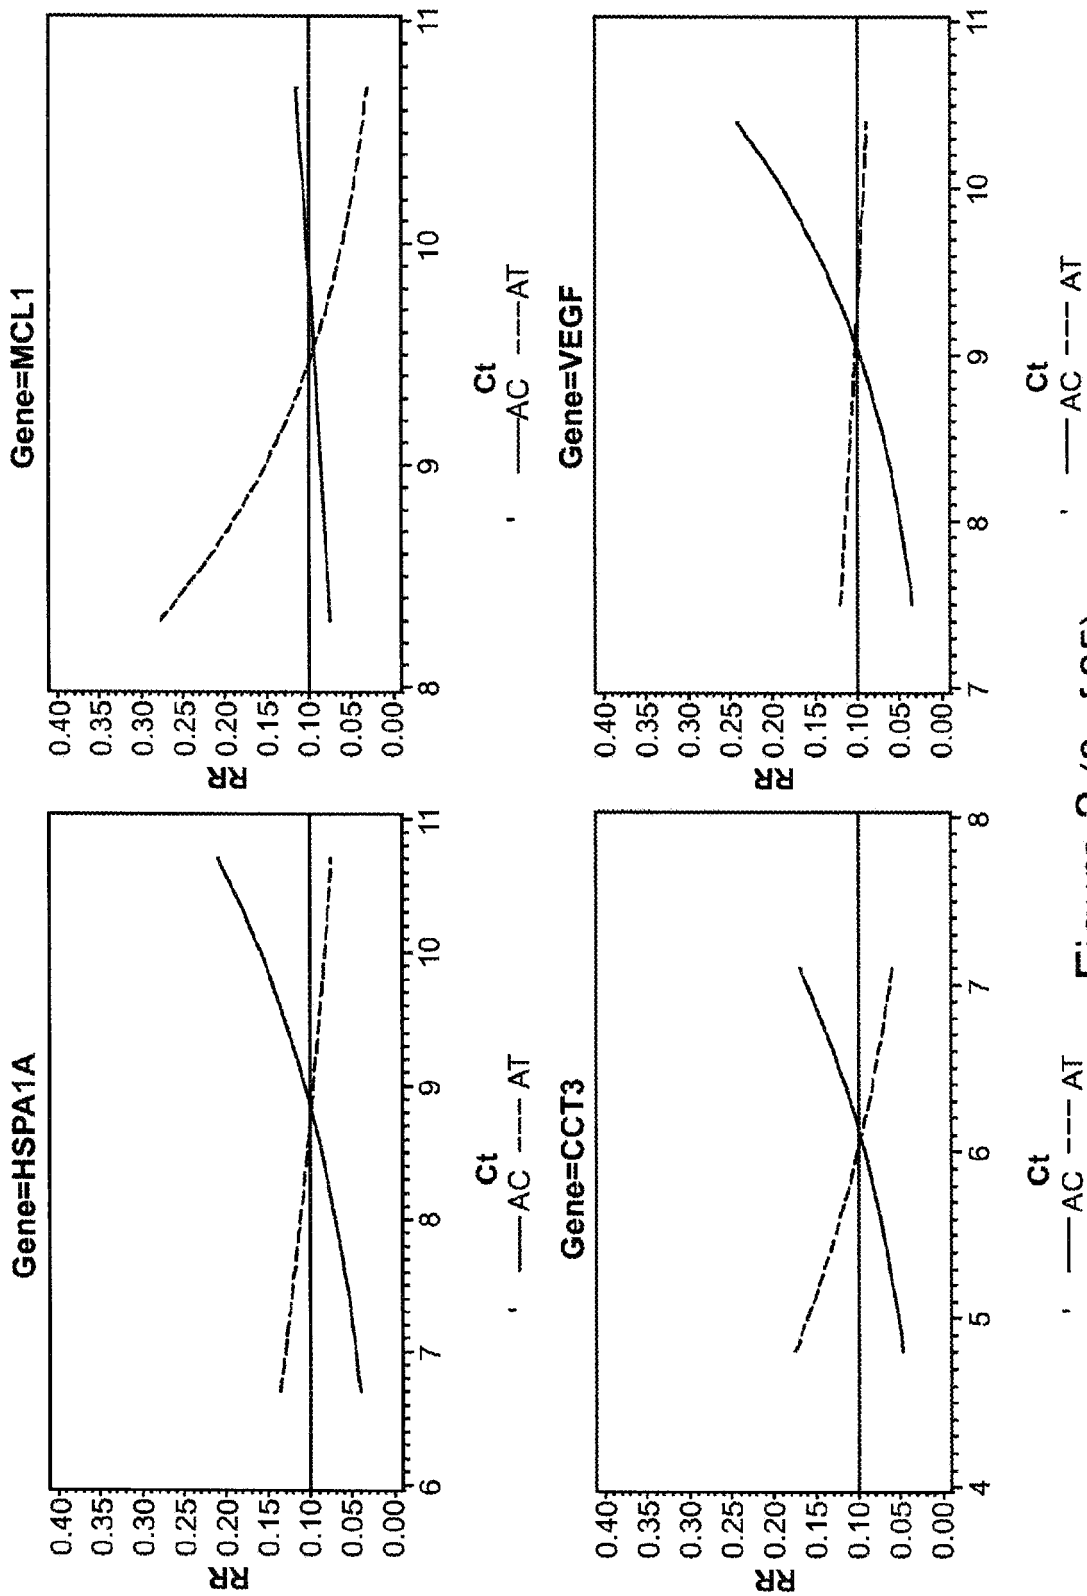 Gene=HSPA1A
RR
0.40
0.35
0.30
0.25
0.20
0.15
0.10
0.05
0.00
6 7 8 9 10 11
Ct
AC AT
Gene=MCL1
RR
0.40
0.35
0.30
0.25
0.20
0.15
0.10
0.05
0.00
8 9 10 11
Ct
AC AT
Gene=CCT3
RR
0.40
0.35
0.30
0.25
0.20
0.15
0.10
0.05
0.00
4 5 6 7 8
Ct
AC AT
Gene=VEGF
RR
0.40
0.35
0.30
0.25
0.20
0.15
0.10
0.05
0.00
7 8 9 10 11
Ct
AC AT